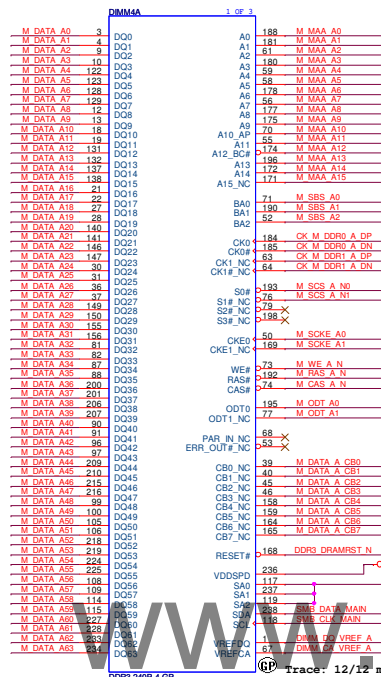 DIMM4A
1 OF 3
M_DATA_A0 3 DQ0
M_DATA_A1 4 DQ1
M_DATA_A2 9 DQ2
M_DATA_A3 10 DQ3
M_DATA_A4 122 DQ4
M_DATA_A5 123 DQ5
M_DATA_A6 128 DQ6
M_DATA_A7 129 DQ7
M_DATA_A8 12 DQ8
M_DATA_A9 13 DQ9
M_DATA_A10 18 DQ10
M_DATA_A11 19 DQ11
M_DATA_A12 131 DQ12
M_DATA_A13 132 DQ13
M_DATA_A14 137 DQ14
M_DATA_A15 138 DQ15
M_DATA_A16 21 DQ16
M_DATA_A17 22 DQ17
M_DATA_A18 27 DQ18
M_DATA_A19 28 DQ19
M_DATA_A20 140 DQ20
M_DATA_A21 141 DQ21
M_DATA_A22 146 DQ22
M_DATA_A23 147 DQ23
M_DATA_A24 30 DQ24
M_DATA_A25 31 DQ25
M_DATA_A26 36 DQ26
M_DATA_A27 37 DQ27
M_DATA_A28 149 DQ28
M_DATA_A29 150 DQ29
M_DATA_A30 155 DQ30
M_DATA_A31 156 DQ31
M_DATA_A32 81 DQ32
M_DATA_A33 82 DQ33
M_DATA_A34 87 DQ34
M_DATA_A35 88 DQ35
M_DATA_A36 200 DQ36
M_DATA_A37 201 DQ37
M_DATA_A38 206 DQ38
M_DATA_A39 207 DQ39
M_DATA_A40 90 DQ40
M_DATA_A41 91 DQ41
M_DATA_A42 96 DQ42
M_DATA_A43 97 DQ43
M_DATA_A44 209 DQ44
M_DATA_A45 210 DQ45
M_DATA_A46 215 DQ46
M_DATA_A47 216 DQ47
M_DATA_A48 99 DQ48
M_DATA_A49 100 DQ49
M_DATA_A50 105 DQ50
M_DATA_A51 106 DQ51
M_DATA_A52 218 DQ52
M_DATA_A53 219 DQ53
M_DATA_A54 224 DQ54
M_DATA_A55 225 DQ55
M_DATA_A56 108 DQ56
M_DATA_A57 109 DQ57
M_DATA_A58 114 DQ58
M_DATA_A59 115 DQ59
M_DATA_A60 227 DQ60
M_DATA_A61 228 DQ61
M_DATA_A62 233 DQ62
M_DATA_A63 234 DQ63
A0 188 M_MAA_A0
A1 181 M_MAA_A1
A2 61 M_MAA_A2
A3 180 M_MAA_A3
A4 59 M_MAA_A4
A5 58 M_MAA_A5
A6 178 M_MAA_A6
A7 56 M_MAA_A7
A8 177 M_MAA_A8
A9 175 M_MAA_A9
A10_AP 70 M_MAA_A10
A11 55 M_MAA_A11
A12_BC# 174 M_MAA_A12
A13 196 M_MAA_A13
A14 172 M_MAA_A14
A15_NC 171 M_MAA_A15
BA0 71 M_SBS_A0
BA1 190 M_SBS_A1
BA2 52 M_SBS_A2
CK0 184 CK_M_DDR0_A_DP
CK0# 185 CK_M_DDR0_A_DN
CK1_NC 63 CK_M_DDR1_A_DP
CK1#_NC 64 CK_M_DDR1_A_DN
S0# 193 M_SCS_A_N0
S1#_NC 76 M_SCS_A_N1
S2#_NC 79
S3#_NC 198
CKE0 50 M_SCKE_A0
CKE1_NC 169 M_SCKE_A1
WE# 73 M_WE_A_N
RAS# 192 M_RAS_A_N
CAS# 74 M_CAS_A_N
ODT0 195 M_ODT_A0
ODT1_NC 77 M_ODT_A1
PAR_IN_NC 68
ERR_OUT#_NC 53
CB0_NC 39 M_DATA_A_CB0
CB1_NC 40 M_DATA_A_CB1
CB2_NC 45 M_DATA_A_CB2
CB3_NC 46 M_DATA_A_CB3
CB4_NC 158 M_DATA_A_CB4
CB5_NC 159 M_DATA_A_CB5
CB6_NC 164 M_DATA_A_CB6
CB7_NC 165 M_DATA_A_CB7
RESET# 168 DDR3_DRAMRST_N
VDDSPD 236
SA0 117
SA1 237
SA2 119
SDA 238 SMB_DATA_MAIN
SCL 118 SMB_CLK_MAIN
VREFDQ 1 DIMM_DQ_VREF_A
VREFCA 67 DIMM_CA_VREF_A
DDR3 240P 4 GP
GP Trace: 12/12 m
www.